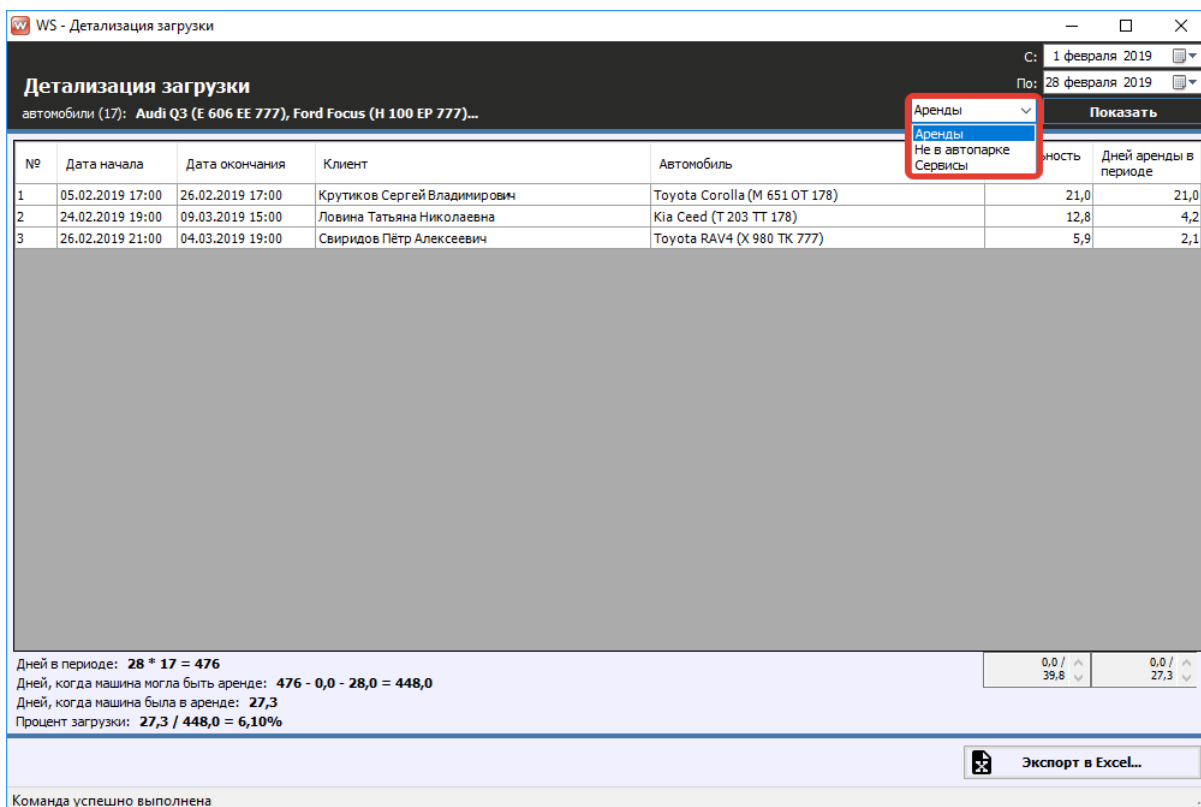 WS - Детализация загрузки
С: 1 февраля 2019
Детализация загрузки
По: 28 февраля 2019
автомобили (17): Audi Q3 (E 606 EE 777), Ford Focus (H 100 EP 777)...
Аренды
Показать
Аренды
Не в автопарке
Сервисы
№ Дата начала Дата окончания Клиент Автомобиль Дней аренды в периоде
1 05.02.2019 17:00 26.02.2019 17:00 Крутиков Сергей Владимирович Toyota Corolla (М 651 ОТ 178) 21,0 21,0
2 24.02.2019 19:00 09.03.2019 15:00 Ловина Татьяна Николаевна Kia Ceed (Т 203 ТТ 178) 12,8 4,2
3 26.02.2019 21:00 04.03.2019 19:00 Свиридов Пётр Алексеевич Toyota RAV4 (Х 980 ТК 777) 5,9 2,1
Дней в периоде: 28 * 17 = 476
0,0 / 39,8
0,0 / 27,3
Дней, когда машина могла быть аренде: 476 - 0,0 - 28,0 = 448,0
Дней, когда машина была в аренде: 27,3
Процент загрузки: 27,3 / 448,0 = 6,10%
Экспорт в Excel...
Команда успешно выполнена